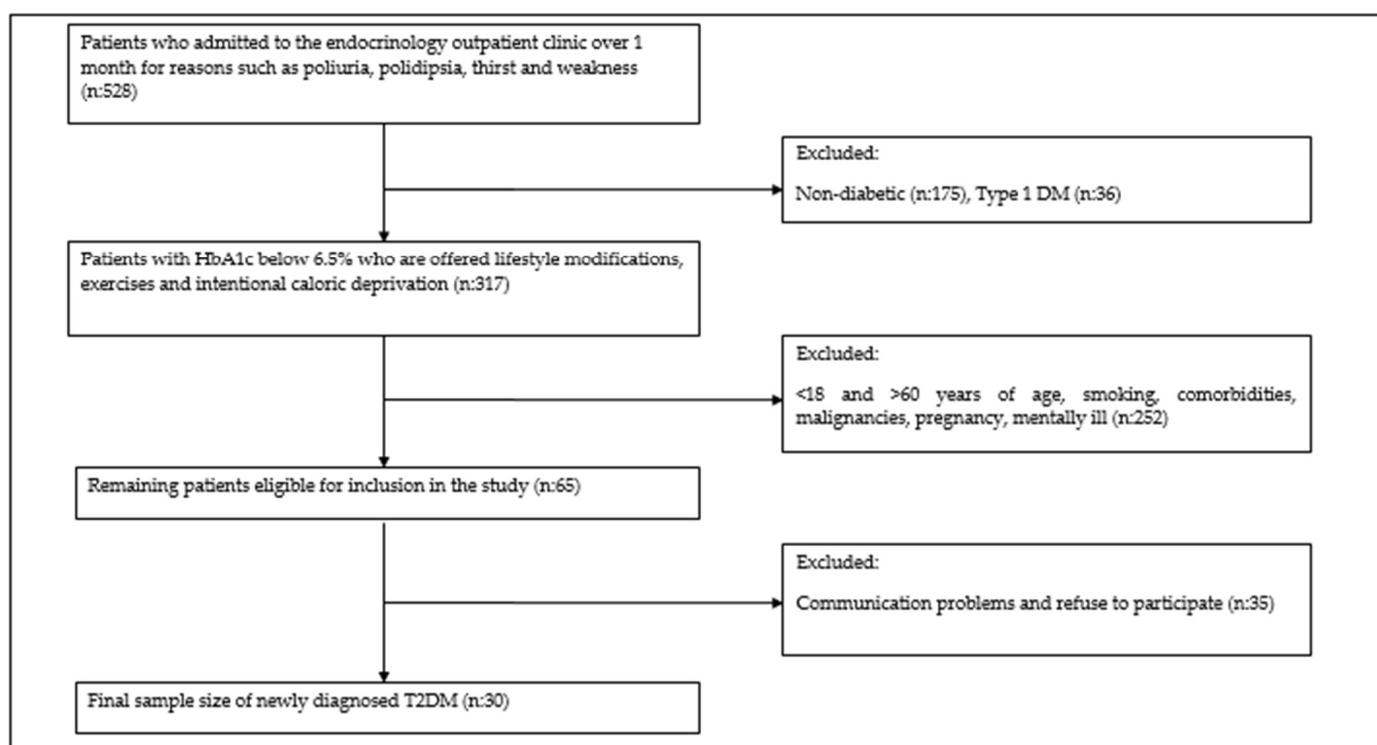 Patients who admitted to the endocrinology outpatient clinic over 1
month for reasons such as poliuria, polidipsia, thirst and weakness
(n:528)
Excluded:
Non-diabetic (n:175), Type 1 DM (n:36)
Patients with HbA1c below 6.5% who are offered lifestyle modifications,
exercises and intentional caloric deprivation (n:317)
Excluded:
<18 and >60 years of age, smoking, comorbidities,
malignancies, pregnancy, mentally ill (n:252)
Remaining patients eligible for inclusion in the study (n:65)
Excluded:
Communication problems and refuse to participate (n:35)
Final sample size of newly diagnosed T2DM (n:30)